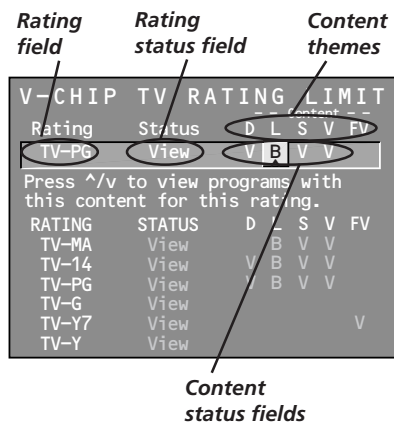 Rating field
Rating status field
Content themes
V-CHIP TV RATING LIMIT
- - Content - -
Rating Status D L S V FV
TV-PG View V B V V
Press ^/v to view programs with
this content for this rating.
RATING STATUS D L S V FV
TV-MA View B V V
TV-14 View V B V V
TV-PG View V B V V
TV-G View
TV-Y7 View V
TV-Y View
Content
status fields